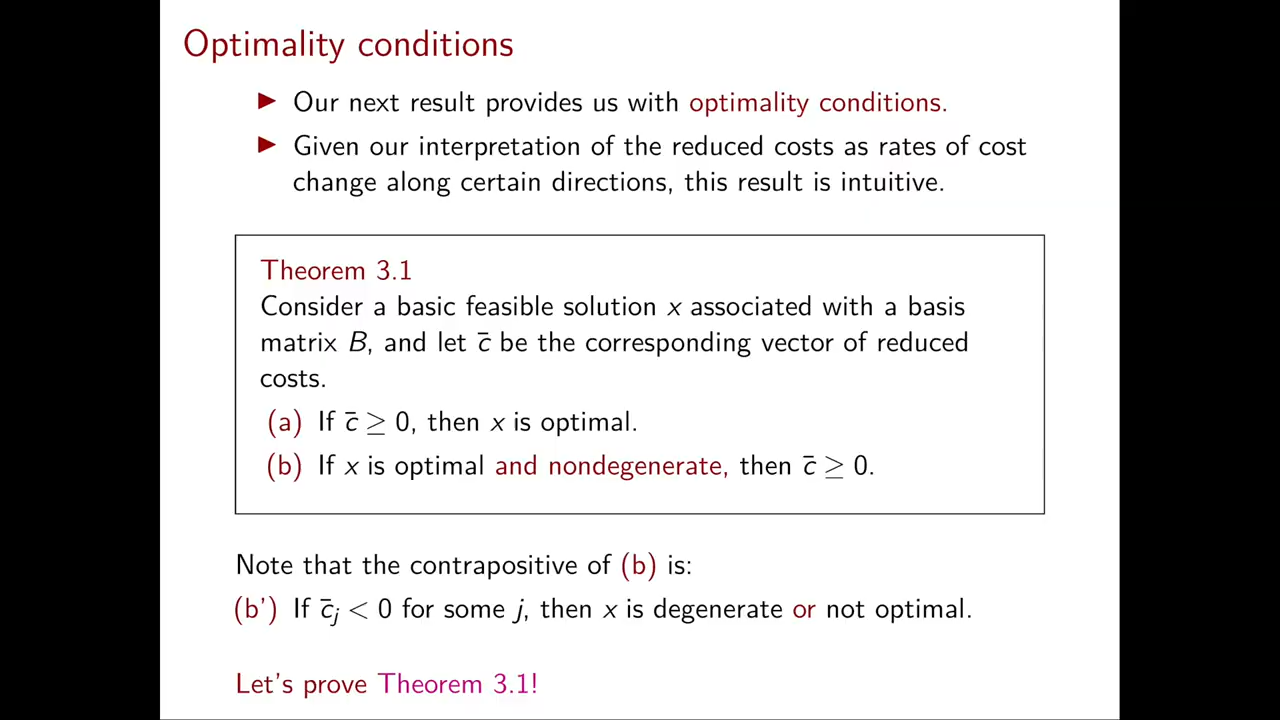 Optimality conditions
▶ Our next result provides us with optimality conditions.
▶ Given our interpretation of the reduced costs as rates of cost
change along certain directions, this result is intuitive.
Theorem 3.1
Consider a basic feasible solution x associated with a basis
matrix B, and let c̄ be the corresponding vector of reduced
costs.
(a) If c̄ ≥ 0, then x is optimal.
(b) If x is optimal and nondegenerate, then c̄ ≥ 0.
Note that the contrapositive of (b) is:
(b') If c̄ⱼ < 0 for some j, then x is degenerate or not optimal.
Let's prove Theorem 3.1!